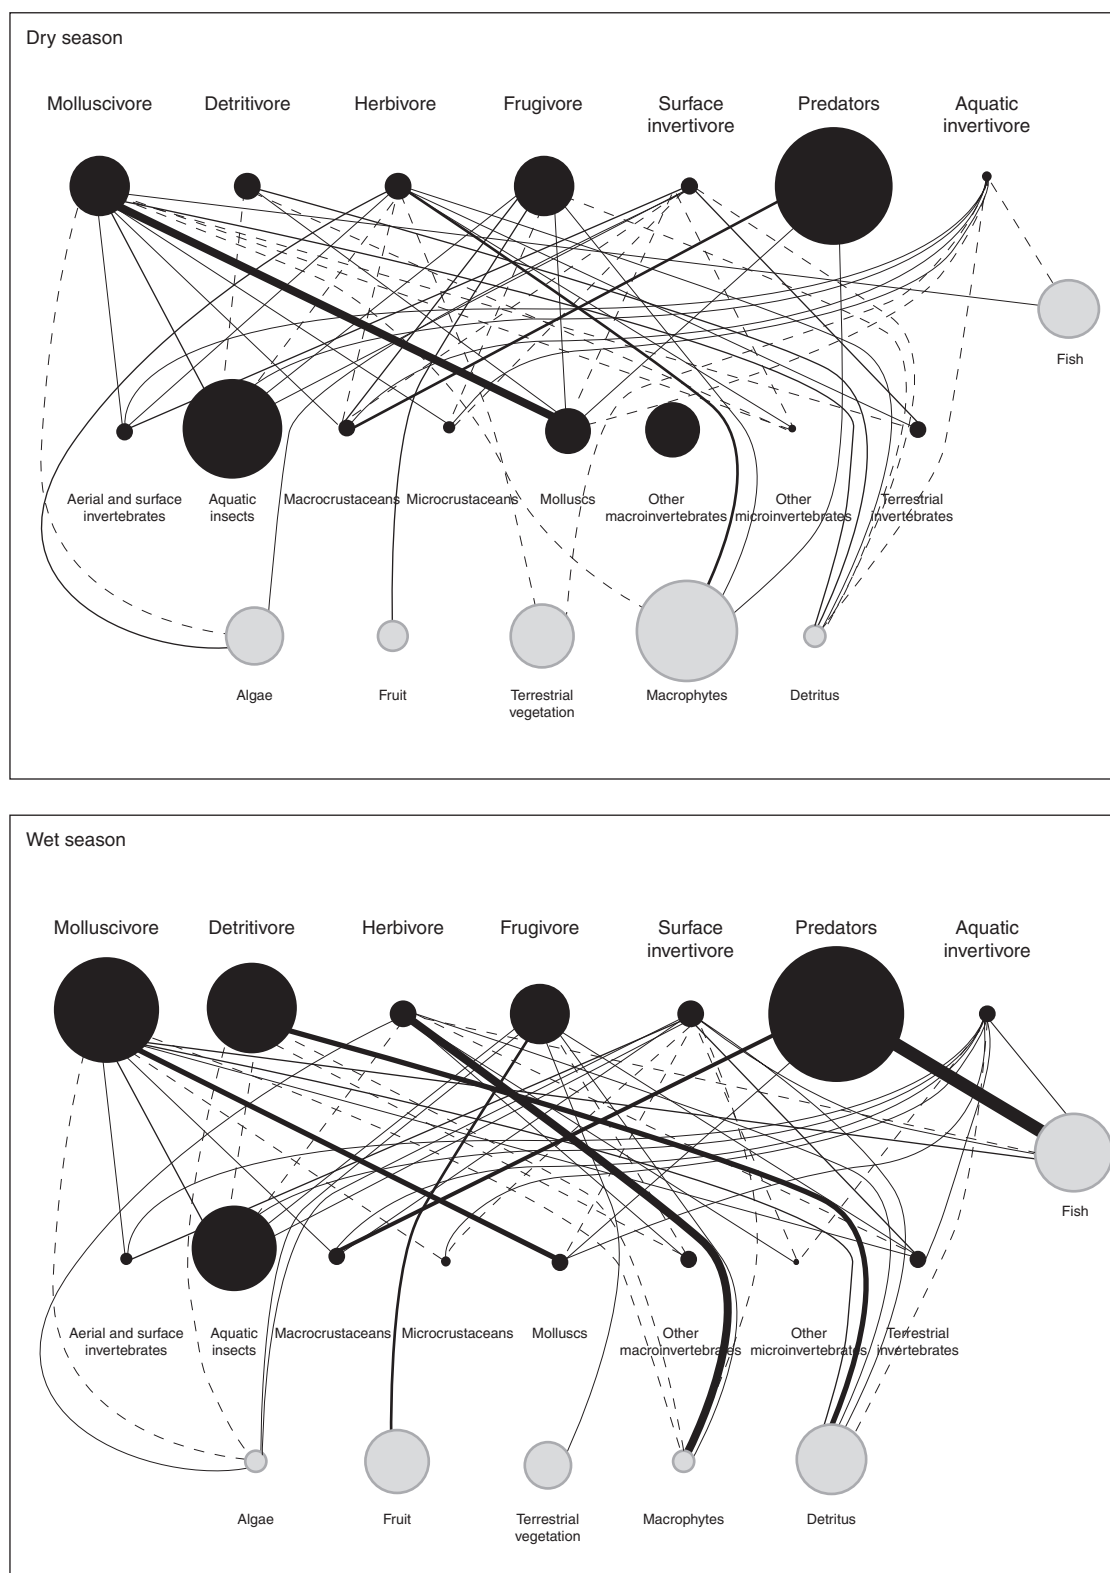 Dry season
Molluscivore Detritivore Herbivore Frugivore Surface Predators Aquatic
invertivore invertivore
Fish
Aerial and surface Aquatic Macrocrustaceans Microcrustaceans Molluscs Other Other Terrestrial
invertebrates insects macroinvertebrates microinvertebrates invertebrates
Algae Fruit Terrestrial Macrophytes Detritus
vegetation
Wet season
Molluscivore Detritivore Herbivore Frugivore Surface Predators Aquatic
invertivore invertivore
Fish
Aerial and surface Aquatic Macrocrustaceans Microcrustaceans Molluscs Other Other Terrestrial
invertebrates insects macroinvertebrates microinvertebrates invertebrates
Algae Fruit Terrestrial Macrophytes Detritus
vegetation